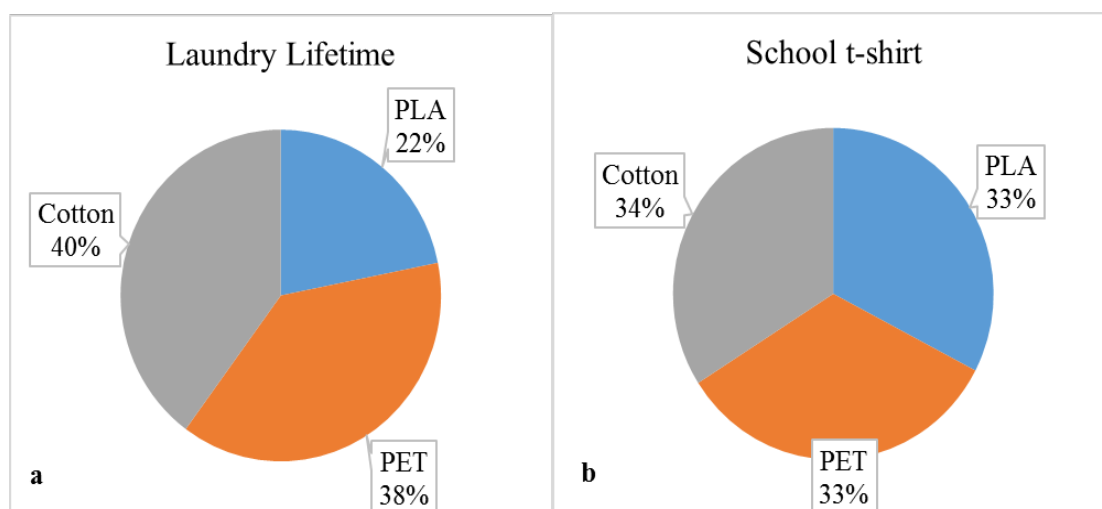 Laundry Lifetime
PLA
22%
Cotton
40%
PET
38%
a
School t-shirt
PLA
33%
Cotton
34%
PET
33%
b